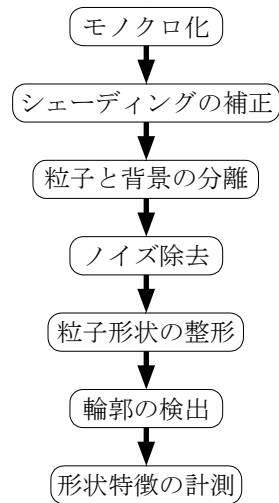 モノクロ化
シェーディングの補正
粒子と背景の分離
ノイズ除去
粒子形状の整形
輪郭の検出
形状特徴の計測